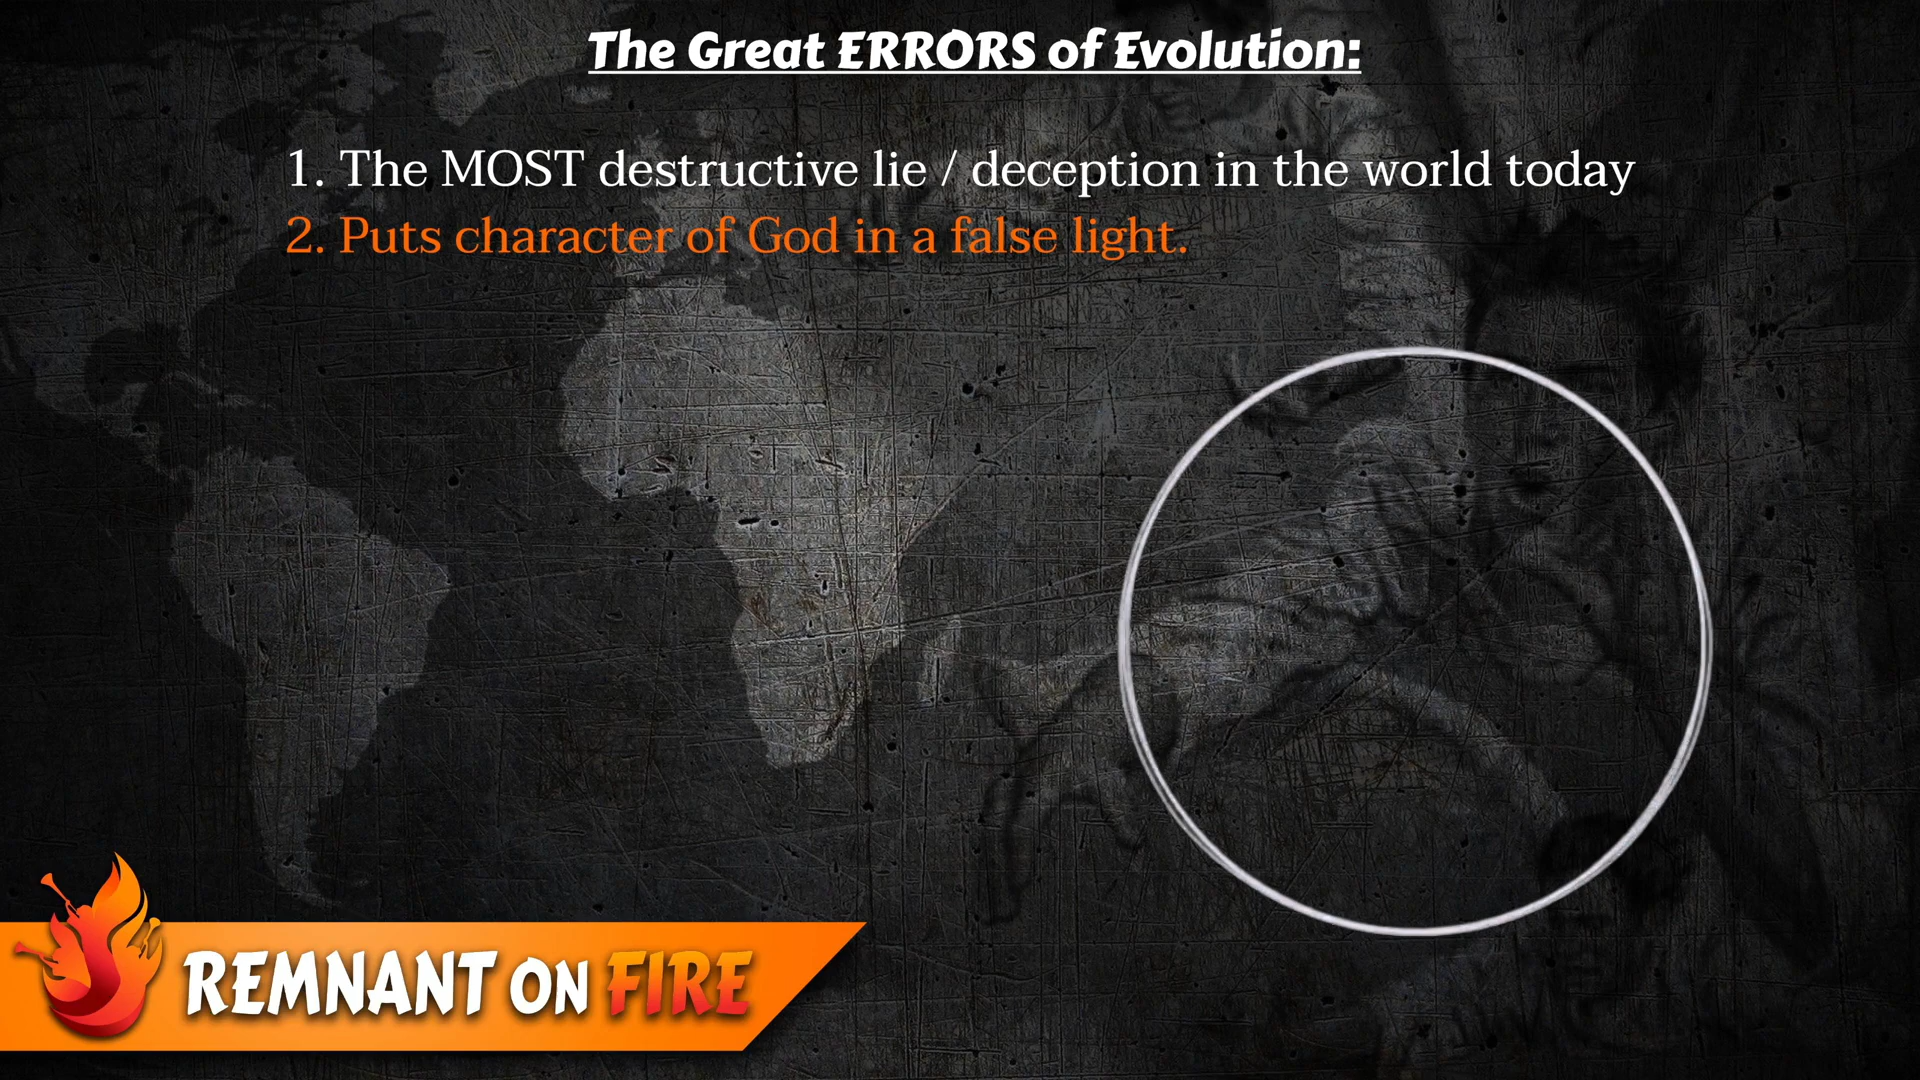 The Great ERRORS of Evolution:
1. The MOST destructive lie / deception in the world today
2. Puts character of God in a false light.
REMNANT ON FIRE